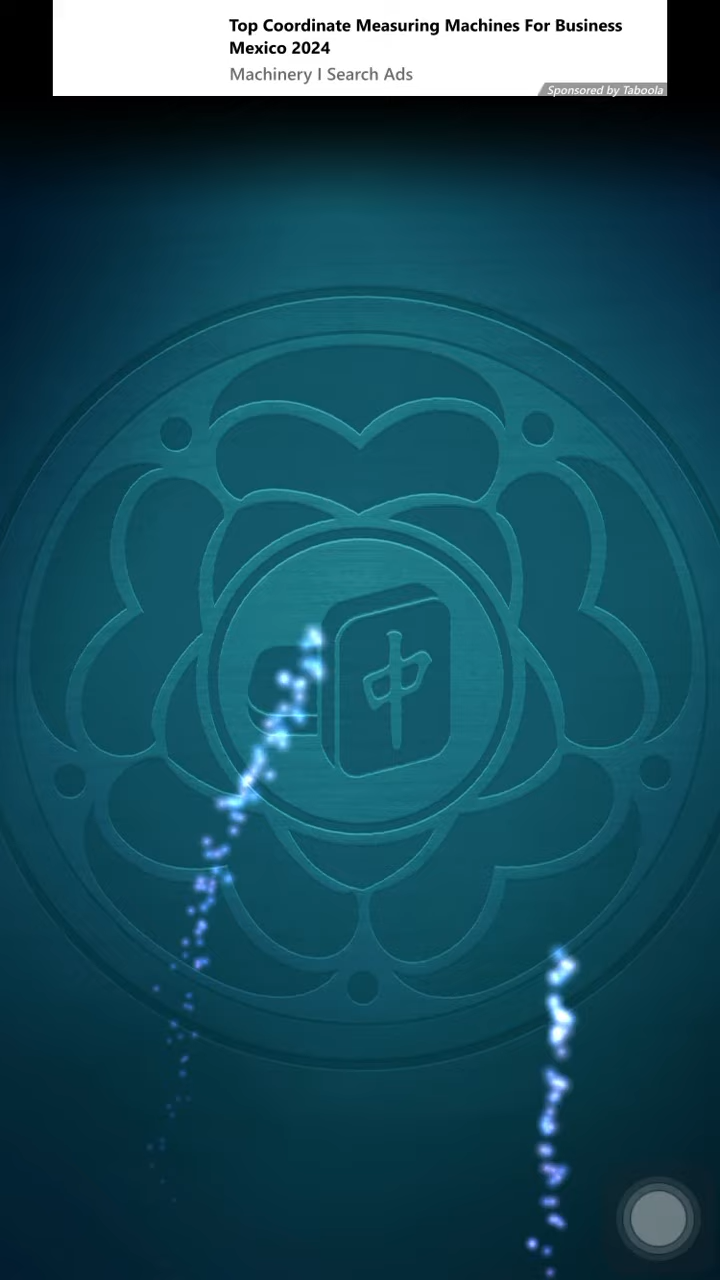 Top Coordinate Measuring Machines For Business
Mexico 2024
Machinery I Search Ads
Sponsored by Taboola
中